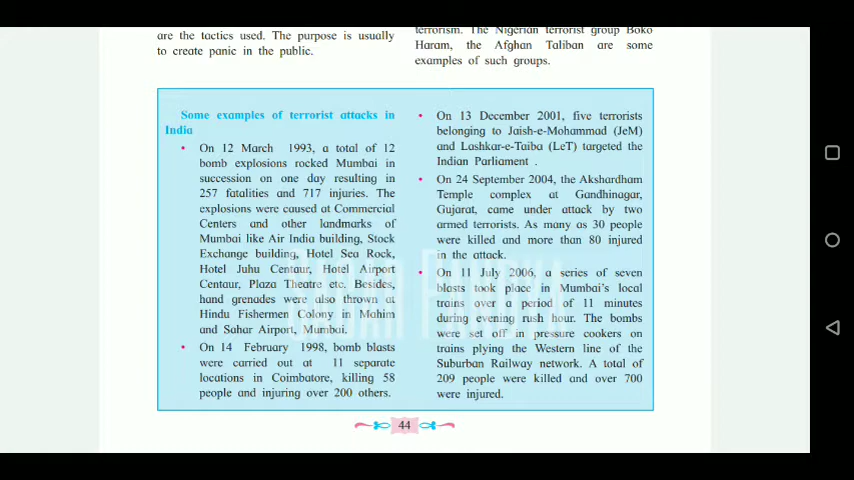 are the tactics used. The purpose is usually
to create panic in the public.
terrorism. The Nigerian terrorist group Boko
Haram, the Afghan Taliban are some
examples of such groups.
Some examples of terrorist attacks in
India
• On 12 March 1993, a total of 12
bomb explosions rocked Mumbai in
succession on one day resulting in
257 fatalities and 717 injuries. The
explosions were caused at Commercial
Centers and other landmarks of
Mumbai like Air India building, Stock
Exchange building, Hotel Sea Rock,
Hotel Juhu Centaur, Hotel Airport
Centaur, Plaza Theatre etc. Besides,
hand grenades were also thrown at
Hindu Fishermen Colony in Mahim
and Sahar Airport, Mumbai.
• On 14 February 1998, bomb blasts
were carried out at 11 separate
locations in Coimbatore, killing 58
people and injuring over 200 others.
• On 13 December 2001, five terrorists
belonging to Jaish-e-Mohammad (JeM)
and Lashkar-e-Taiba (LeT) targeted the
Indian Parliament .
• On 24 September 2004, the Akshardham
Temple complex at Gandhinagar,
Gujarat, came under attack by two
armed terrorists. As many as 30 people
were killed and more than 80 injured
in the attack.
• On 11 July 2006, a series of seven
blasts took place in Mumbai's local
trains over a period of 11 minutes
during evening rush hour. The bombs
were set off in pressure cookers on
trains plying the Western line of the
Suburban Railway network. A total of
209 people were killed and over 700
were injured.
44